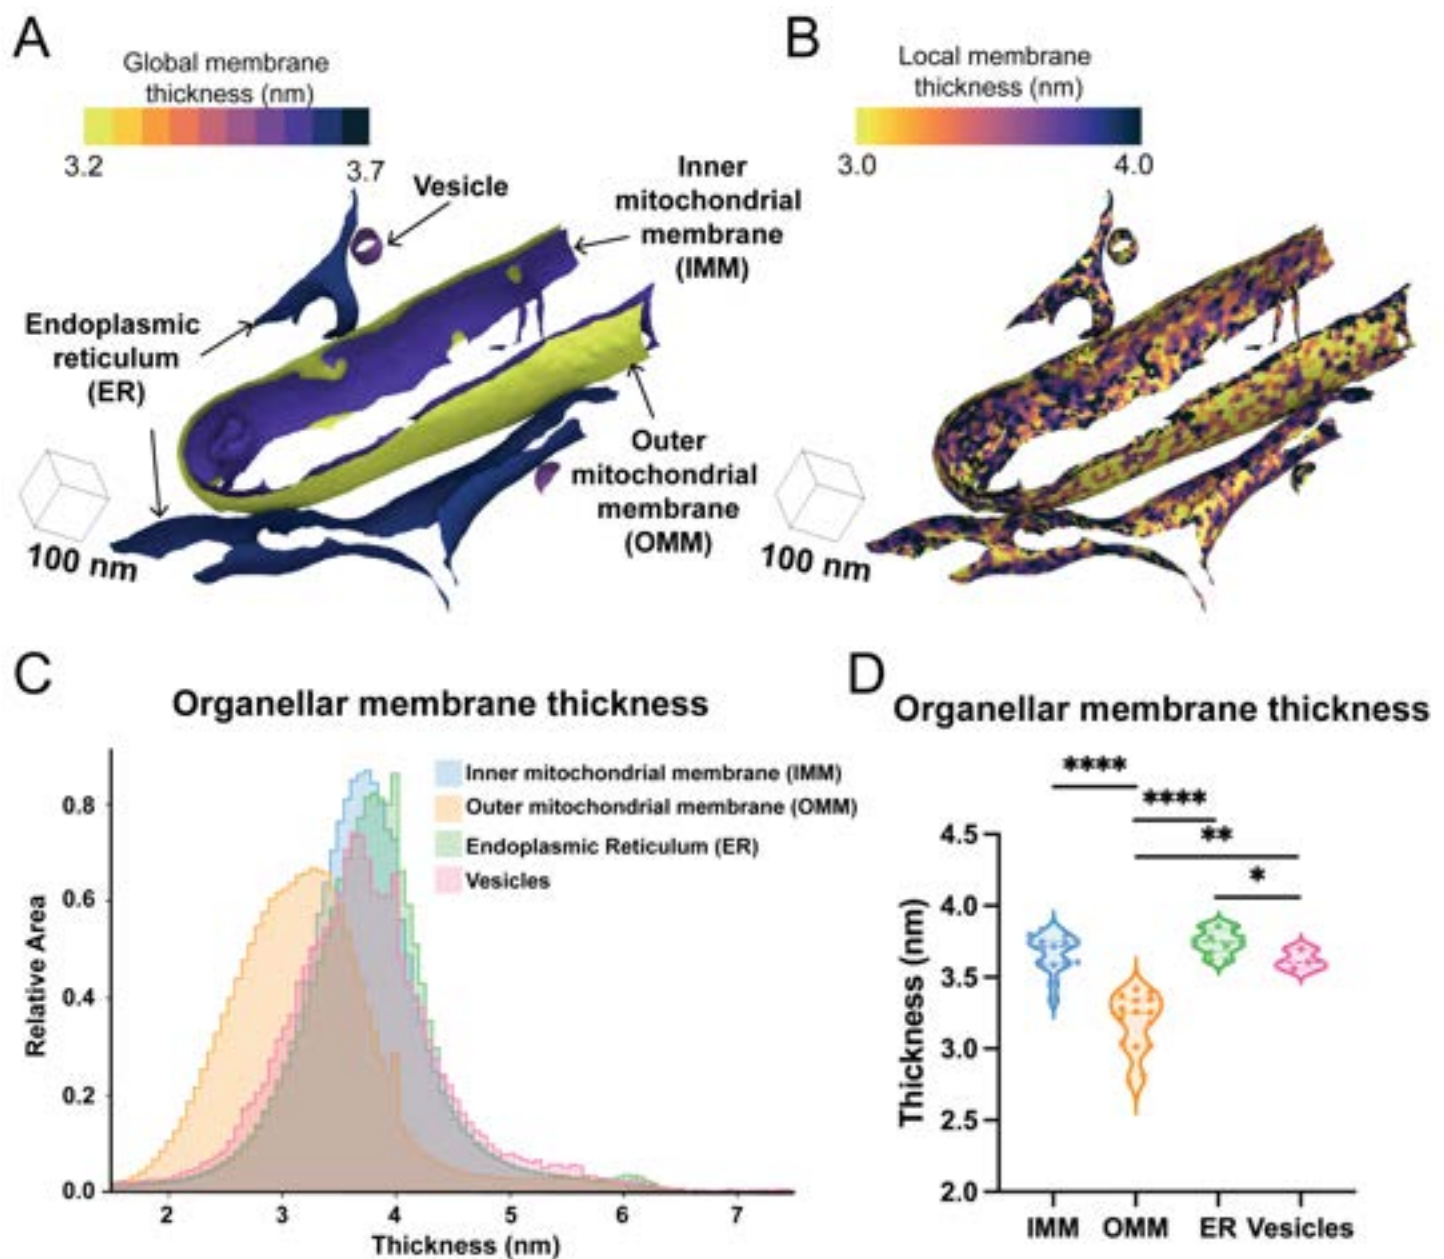 A
Global membrane
thickness (nm)
3.2
3.7
Vesicle
Inner
mitochondrial
membrane
(IMM)
Endoplasmic
reticulum
(ER)
Outer
mitochondrial
membrane
(OMM)
100 nm
B
Local membrane
thickness (nm)
3.0
4.0
100 nm
C
Organellar membrane thickness
Inner mitochondrial membrane (IMM)
Outer mitochondrial membrane (OMM)
Endoplasmic Reticulum (ER)
Vesicles
Relative Area
0.8
0.6
0.4
0.2
0.0
2 3 4 5 6 7
Thickness (nm)
D
Organellar membrane thickness
****
****
**
*
Thickness (nm)
4.5
4.0
3.5
3.0
2.5
2.0
IMM OMM ER Vesicles